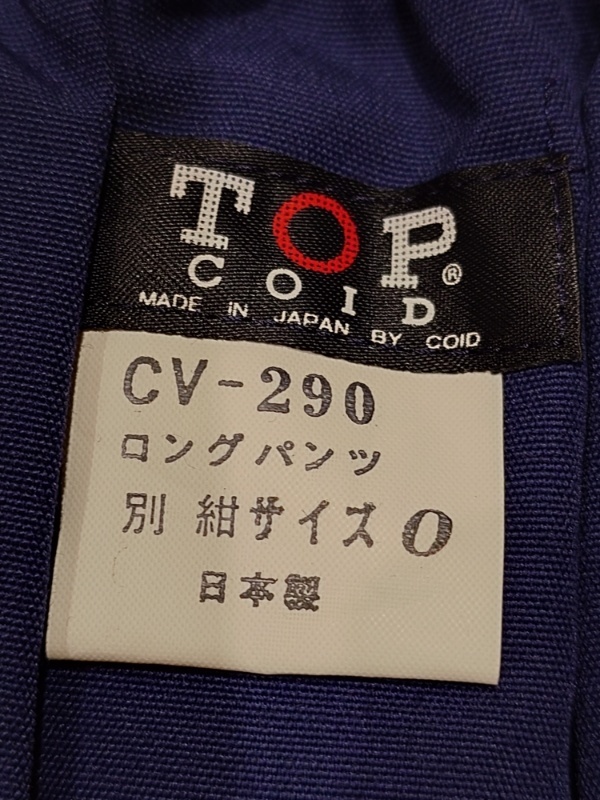 TOP®
COID
MADE IN JAPAN BY COID
CV-290
ロングパンツ
別 紺サイズ O
日本製